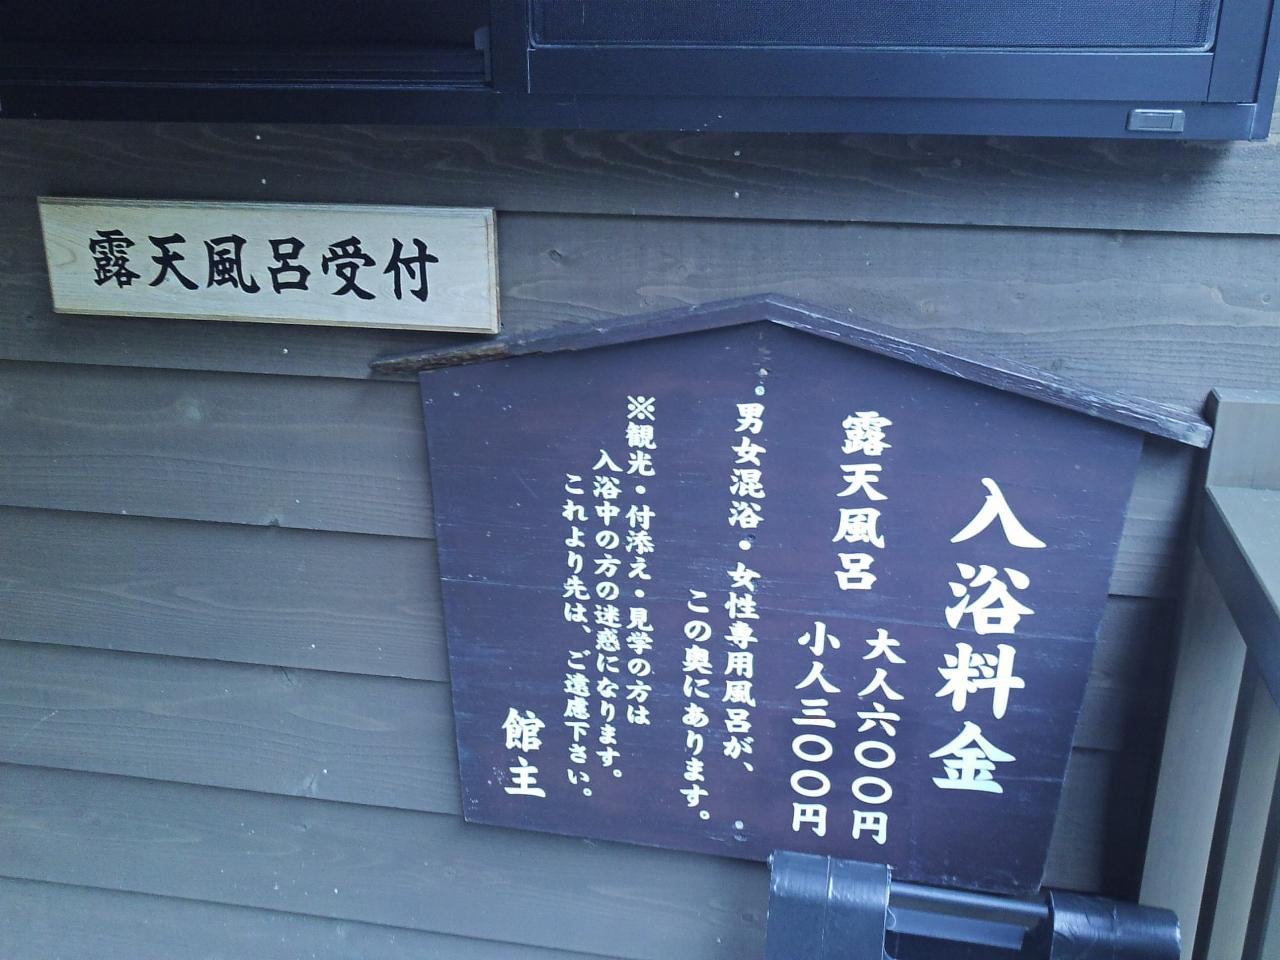 露天風呂受付
入浴料金
露天風呂
大人六〇〇円
小人三〇〇円
・男女混浴・女性専用風呂が、
この奥にあります。
※観光・付添え・見学の方は
入浴中の方の迷惑になります。
これより先は、ご遠慮下さい。
館主